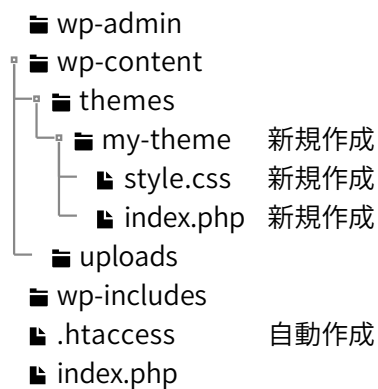 wp-admin
wp-content
themes
my-theme 新規作成
style.css 新規作成
index.php 新規作成
uploads
wp-includes
.htaccess 自動作成
index.php